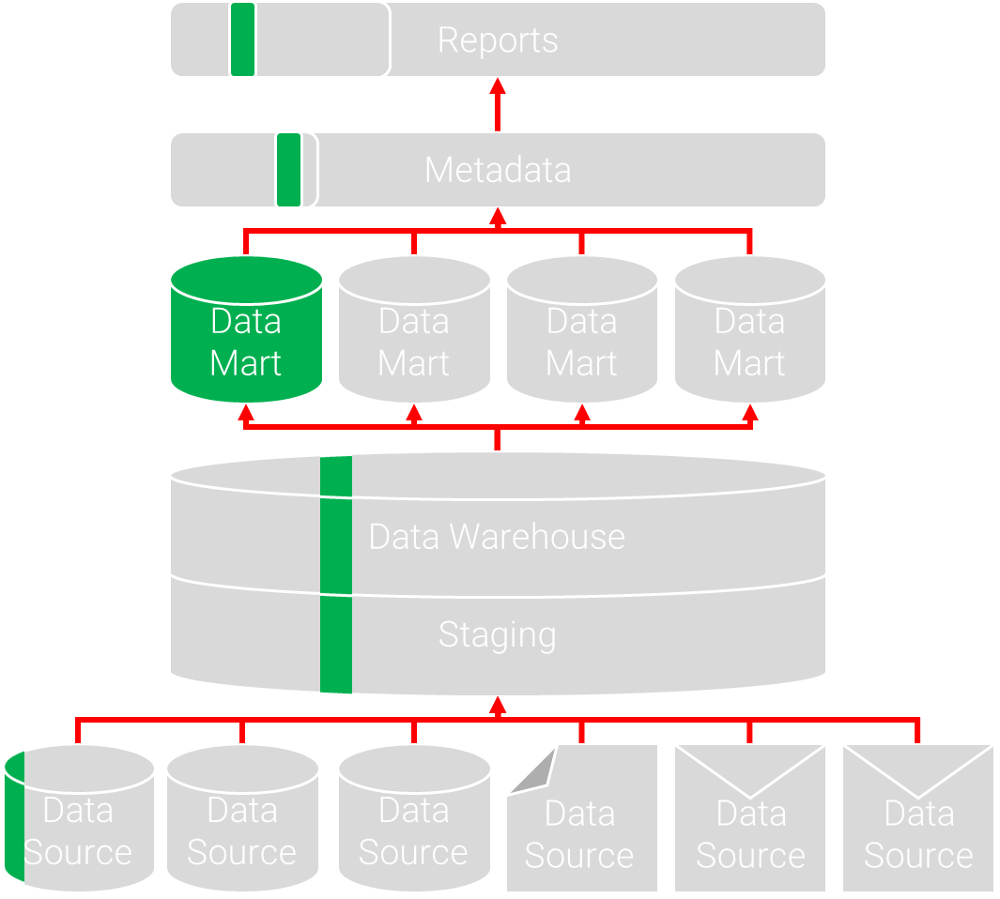 Reports
Metadata
Data
Mart
Data
Mart
Data
Mart
Data
Mart
Data Warehouse
Staging
Data
Source
Data
Source
Data
Source
Data
Source
Data
Source
Data
Source